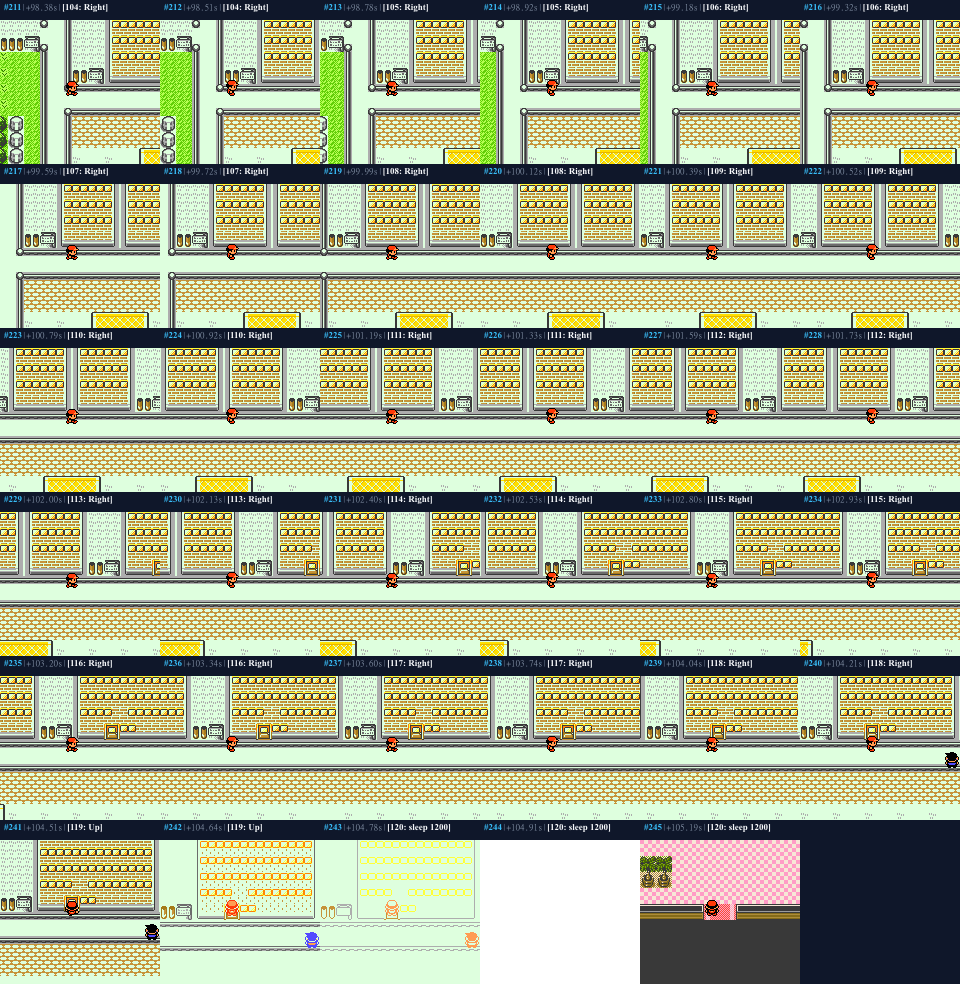 #211|+98.38s|[104: Right] #212|+98.51s|[104: Right] #213|+98.78s|[105: Right] #214|+98.92s|[105: Right] #215|+99.18s|[106: Right] #216|+99.32s|[106: Right]
#217|+99.59s|[107: Right] #218|+99.72s|[107: Right] #219|+99.99s|[108: Right] #220|+100.12s|[108: Right] #221|+100.39s|[109: Right] #222|+100.52s|[109: Right]
#223|+100.79s|[110: Right] #224|+100.92s|[110: Right] #225|+101.19s|[111: Right] #226|+101.33s|[111: Right] #227|+101.59s|[112: Right] #228|+101.73s|[112: Right]
#229|+102.00s|[113: Right] #230|+102.13s|[113: Right] #231|+102.40s|[114: Right] #232|+102.53s|[114: Right] #233|+102.80s|[115: Right] #234|+102.93s|[115: Right]
#235|+103.20s|[116: Right] #236|+103.34s|[116: Right] #237|+103.60s|[117: Right] #238|+103.74s|[117: Right] #239|+104.04s|[118: Right] #240|+104.21s|[118: Right]
#241|+104.51s|[119: Up] #242|+104.64s|[119: Up] #243|+104.78s|[120: sleep 1200] #244|+104.91s|[120: sleep 1200] #245|+105.19s|[120: sleep 1200]